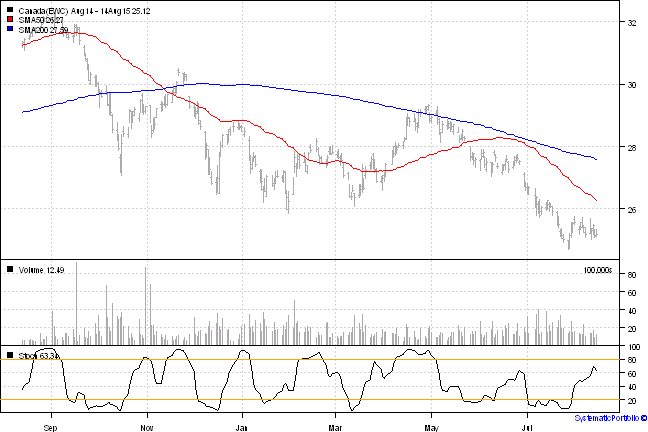 Canada(EWC) Aug 14 - 14Aug15 25.12
SMA50 26.27
SMA200 27.59
32
30
28
26
Volume 12.49
100,000s
80
60
40
20
Stoch 63.34
100
80
60
40
20
Sep Nov Jan Mar May Jul
SystematicPortfolio ©